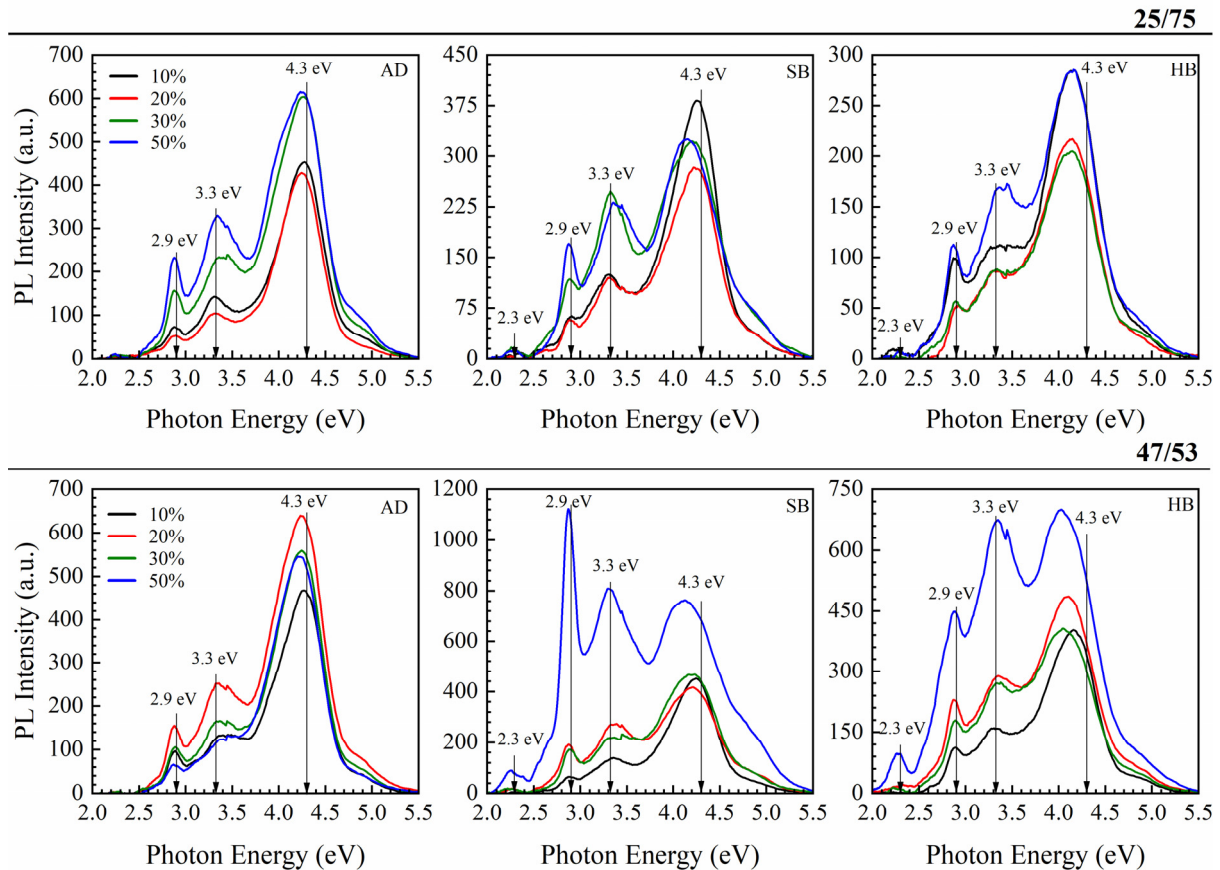 25/75
700
600
500
400
300
200
100
0
PL Intensity (a.u.)
10%
20%
30%
50%
4.3 eV
AD
3.3 eV
2.9 eV
2.0 2.5 3.0 3.5 4.0 4.5 5.0 5.5
Photon Energy (eV)
450
375
300
225
150
75
0
4.3 eV
SB
3.3 eV
2.9 eV
2.3 eV
2.0 2.5 3.0 3.5 4.0 4.5 5.0 5.5
Photon Energy (eV)
300
250
200
150
100
50
0
4.3 eV
HB
3.3 eV
2.9 eV
2.3 eV
2.0 2.5 3.0 3.5 4.0 4.5 5.0 5.5
Photon Energy (eV)
47/53
700
600
500
400
300
200
100
0
PL Intensity (a.u.)
10%
20%
30%
50%
4.3 eV
AD
3.3 eV
2.9 eV
2.0 2.5 3.0 3.5 4.0 4.5 5.0 5.5
Photon Energy (eV)
1200
1000
800
600
400
200
0
2.9 eV
SB
3.3 eV
4.3 eV
2.3 eV
2.0 2.5 3.0 3.5 4.0 4.5 5.0 5.5
Photon Energy (eV)
750
600
450
300
150
0
3.3 eV
HB
4.3 eV
2.9 eV
2.3 eV
2.0 2.5 3.0 3.5 4.0 4.5 5.0 5.5
Photon Energy (eV)